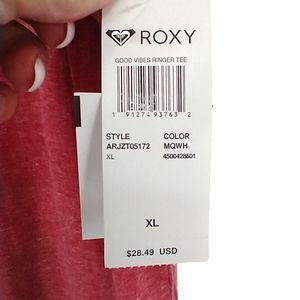 ROXY
GOOD VIBES RINGER TEE
1 91274 93763 2
STYLE COLOR
ARJZT05172 MQWH
XL 4500428601
XL
$28.49 USD